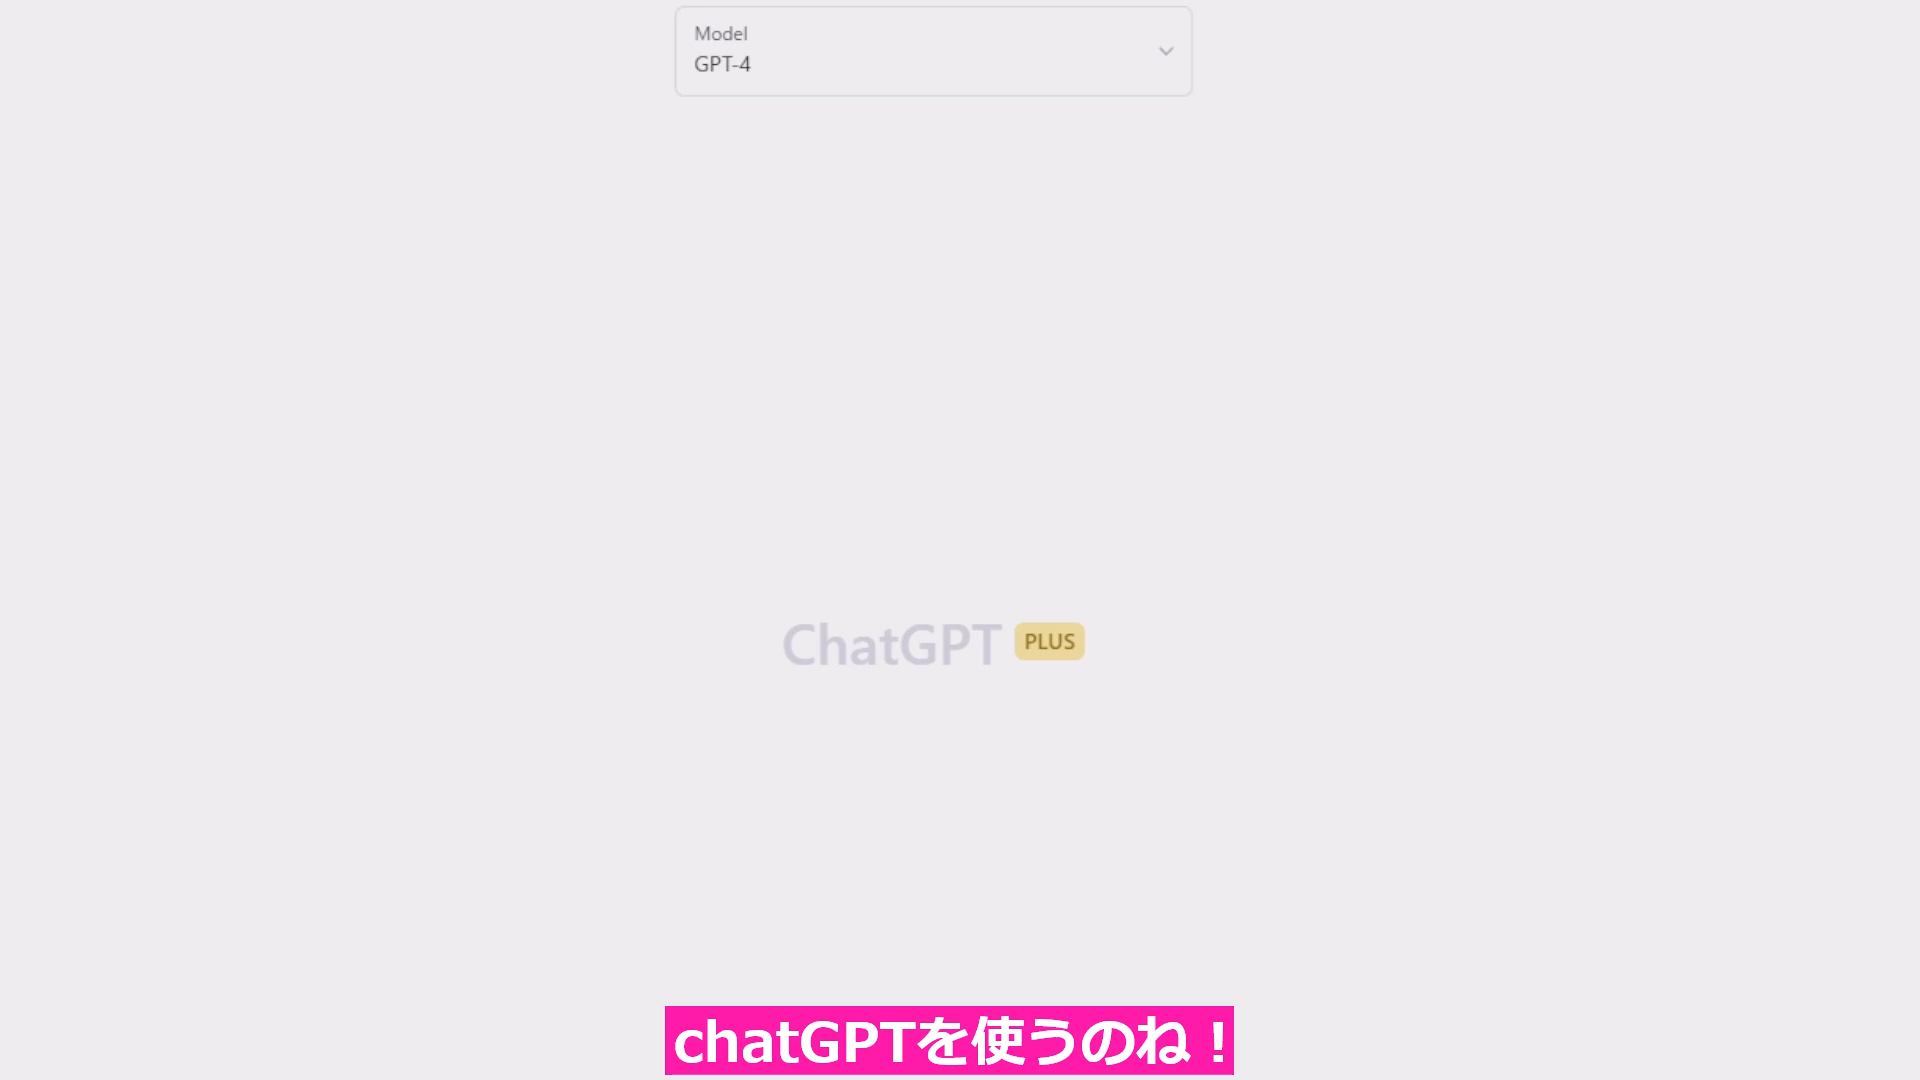 Model
GPT-4
ChatGPT PLUS
chatGPTを使うのね！